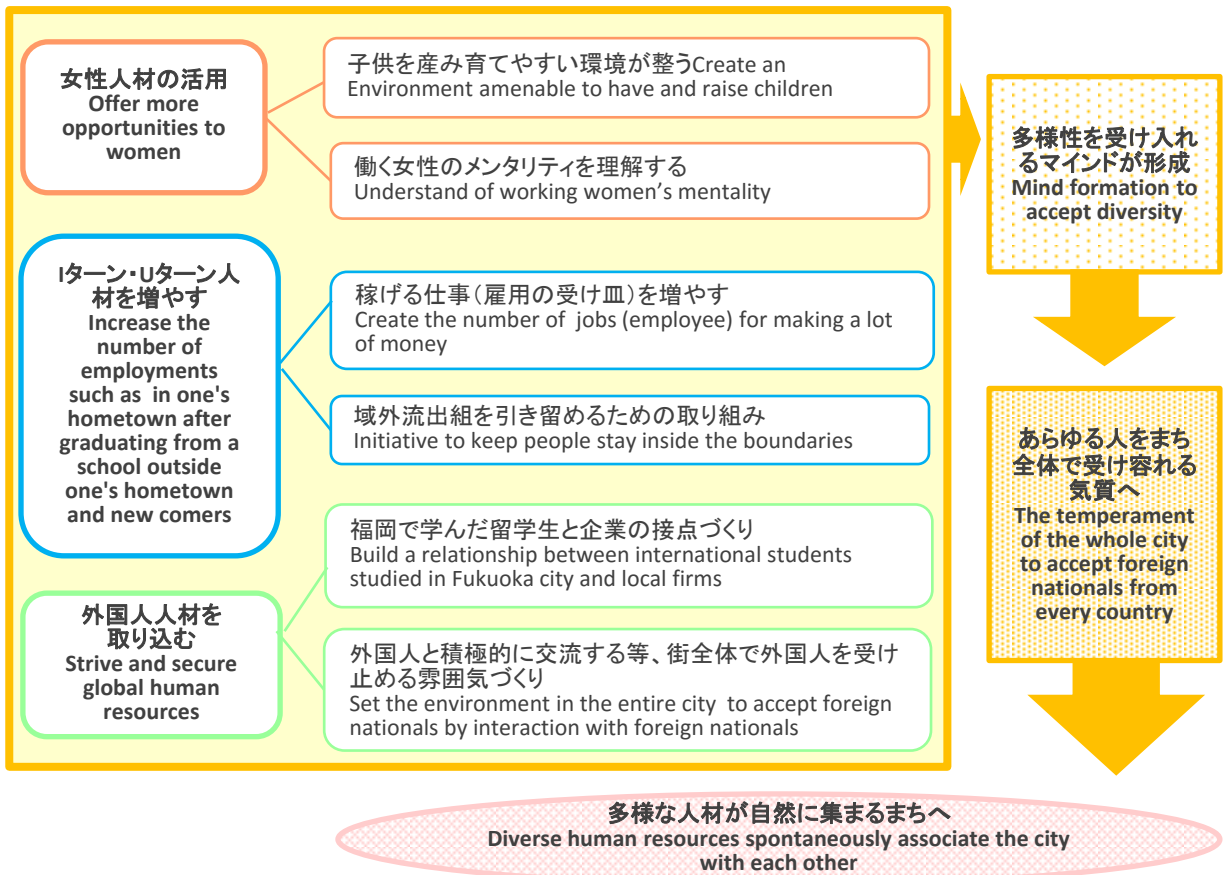 女性人材の活用
Offer more
opportunities to
women
子供を産み育てやすい環境が整うCreate an
Environment amenable to have and raise children
働く女性のメンタリティを理解する
Understand of working women’s mentality
Iターン・Uターン人
材を増やす
Increase the
number of
employments
such as in one's
hometown after
graduating from a
school outside
one's hometown
and new comers
稼げる仕事（雇用の受け皿）を増やす
Create the number of jobs (employee) for making a lot
of money
域外流出組を引き留めるための取り組み
Initiative to keep people stay inside the boundaries
外国人人材を
取り込む
Strive and secure
global human
resources
福岡で学んだ留学生と企業の接点づくり
Build a relationship between international students
studied in Fukuoka city and local firms
外国人と積極的に交流する等、街全体で外国人を受け
止める雰囲気づくり
Set the environment in the entire city to accept foreign
nationals by interaction with foreign nationals
多様性を受け入れ
るマインドが形成
Mind formation to
accept diversity
あらゆる人をまち
全体で受け容れる
気質へ
The temperament
of the whole city
to accept foreign
nationals from
every country
多様な人材が自然に集まるまちへ
Diverse human resources spontaneously associate the city
with each other